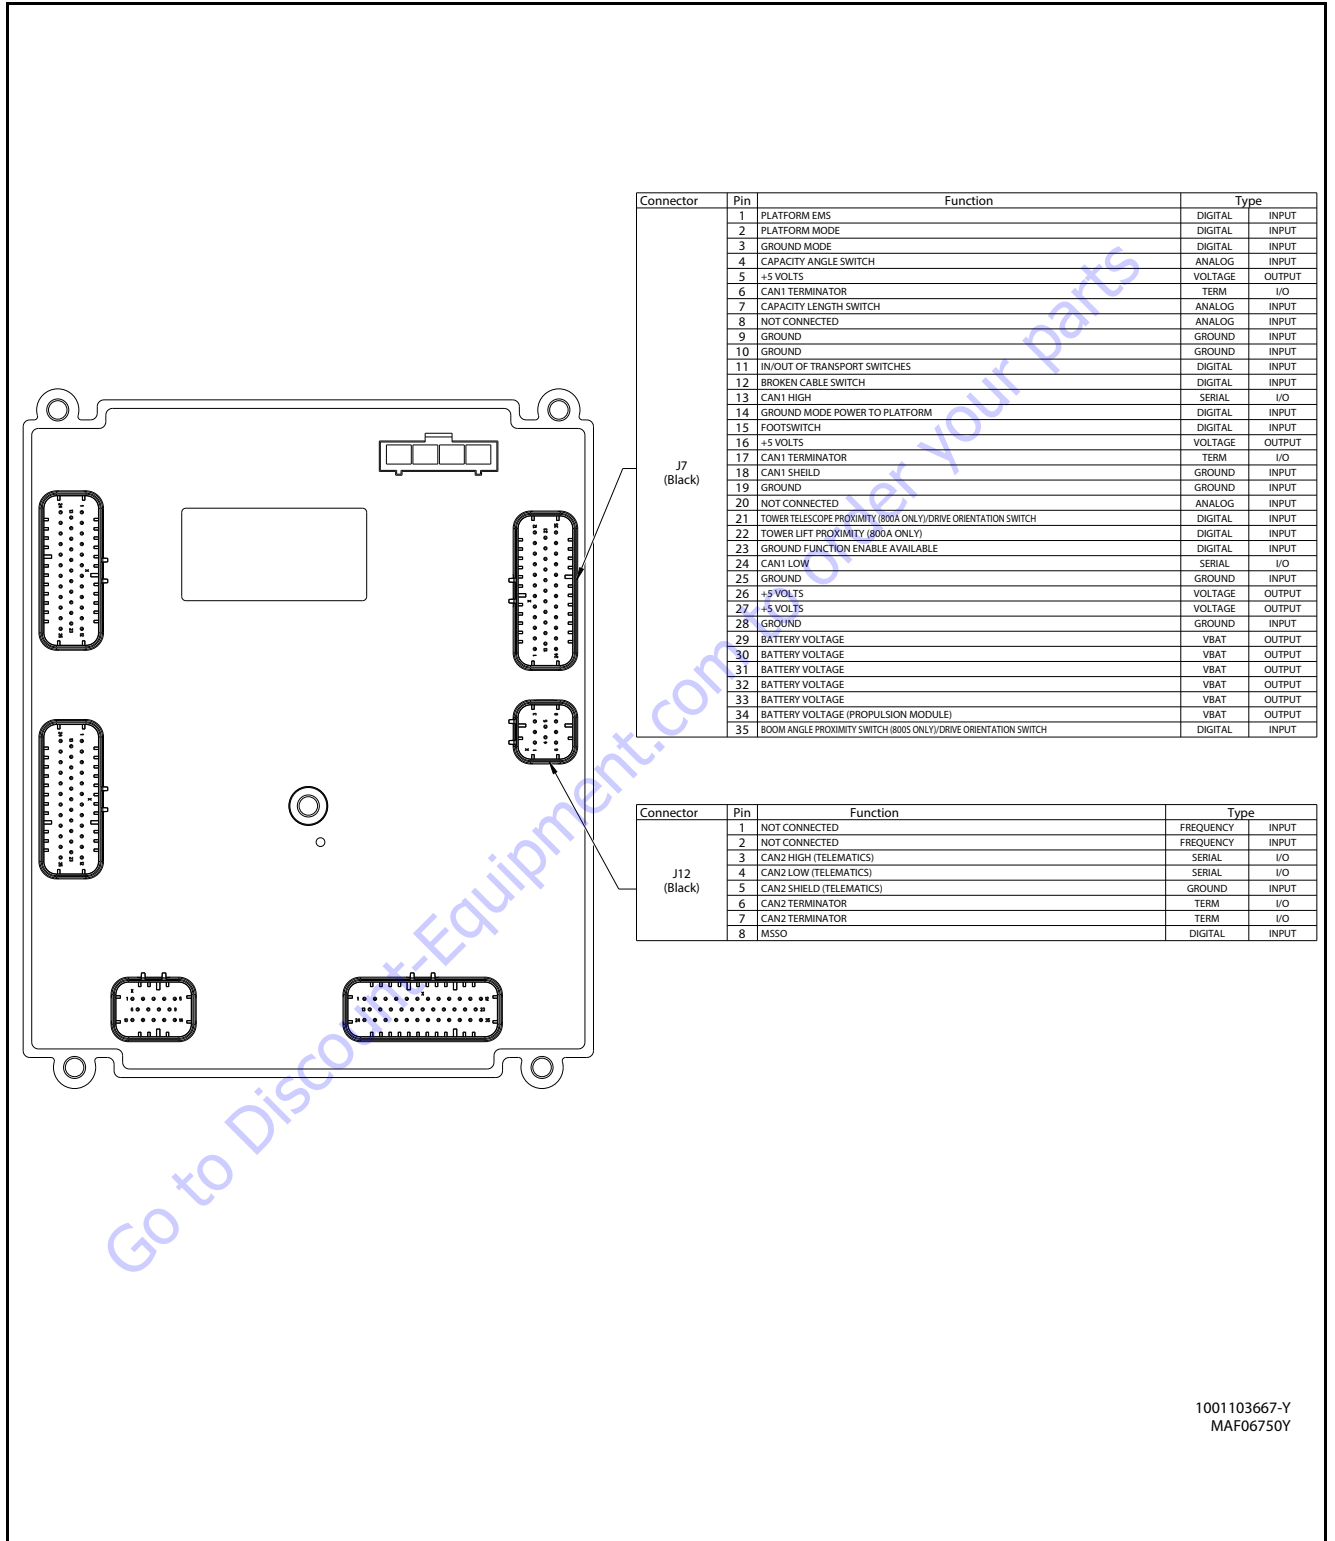 Connector Pin Function Type
1 PLATFORM EMS DIGITAL INPUT
2 PLATFORM MODE DIGITAL INPUT
3 GROUND MODE DIGITAL INPUT
4 CAPACITY ANGLE SWITCH ANALOG INPUT
5 +5 VOLTS VOLTAGE OUTPUT
6 CAN1 TERMINATOR TERM I/O
7 CAPACITY LENGTH SWITCH ANALOG INPUT
8 NOT CONNECTED ANALOG INPUT
9 GROUND GROUND INPUT
10 GROUND GROUND INPUT
11 IN/OUT OF TRANSPORT SWITCHES DIGITAL INPUT
12 BROKEN CABLE SWITCH DIGITAL INPUT
13 CAN1 HIGH SERIAL I/O
14 GROUND MODE POWER TO PLATFORM DIGITAL INPUT
15 FOOTSWITCH DIGITAL INPUT
16 +5 VOLTS VOLTAGE OUTPUT
17 CAN1 TERMINATOR TERM I/O
J7
(Black)
18 CAN1 SHEILD GROUND INPUT
19 GROUND GROUND INPUT
20 NOT CONNECTED ANALOG INPUT
21 TOWER TELESCOPE PROXIMITY (800A ONLY)/DRIVE ORIENTATION SWITCH DIGITAL INPUT
22 TOWER LIFT PROXIMITY (800A ONLY) DIGITAL INPUT
23 GROUND FUNCTION ENABLE AVAILABLE DIGITAL INPUT
24 CAN1 LOW SERIAL I/O
25 GROUND GROUND INPUT
26 +5 VOLTS VOLTAGE OUTPUT
27 +5 VOLTS VOLTAGE OUTPUT
28 GROUND GROUND INPUT
29 BATTERY VOLTAGE VBAT OUTPUT
30 BATTERY VOLTAGE VBAT OUTPUT
31 BATTERY VOLTAGE VBAT OUTPUT
32 BATTERY VOLTAGE VBAT OUTPUT
33 BATTERY VOLTAGE VBAT OUTPUT
34 BATTERY VOLTAGE (PROPULSION MODULE) VBAT OUTPUT
35 BOOM ANGLE PROXIMITY SWITCH (800S ONLY)/DRIVE ORIENTATION SWITCH DIGITAL INPUT
Connector Pin Function Type
1 NOT CONNECTED FREQUENCY INPUT
2 NOT CONNECTED FREQUENCY INPUT
3 CAN2 HIGH (TELEMATICS) SERIAL I/O
4 CAN2 LOW (TELEMATICS) SERIAL I/O
J12
(Black)
5 CAN2 SHIELD (TELEMATICS) GROUND INPUT
6 CAN2 TERMINATOR TERM I/O
7 CAN2 TERMINATOR TERM I/O
8 MSSO DIGITAL INPUT
Go to Discount-Equipment.com to order your parts
1001103667-Y
MAF06750Y